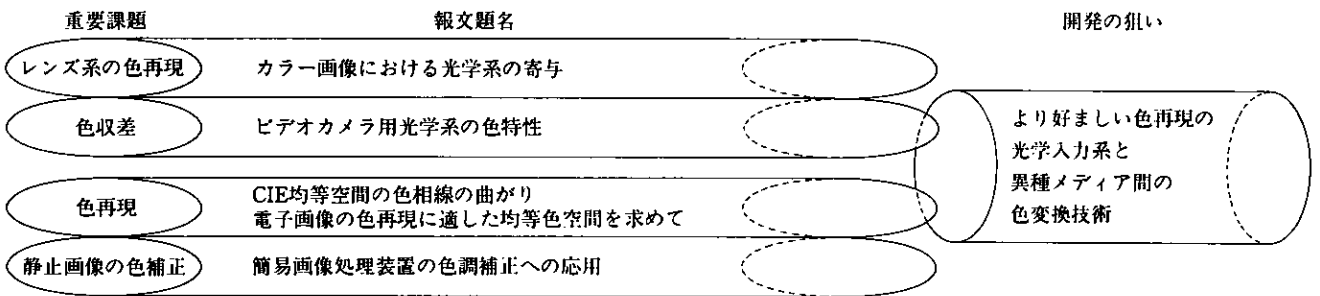 重要課題
報文題名
開発の狙い
レンズ系の色再現
カラー画像における光学系の寄与
色収差
ビデオカメラ用光学系の色特性
色再現
CIE均等空間の色相線の曲がり
電子画像の色再現に適した均等色空間を求めて
静止画像の色補正
簡易画像処理装置の色調補正への応用
より好ましい色再現の
光学入力系と
異種メディア間の
色変換技術